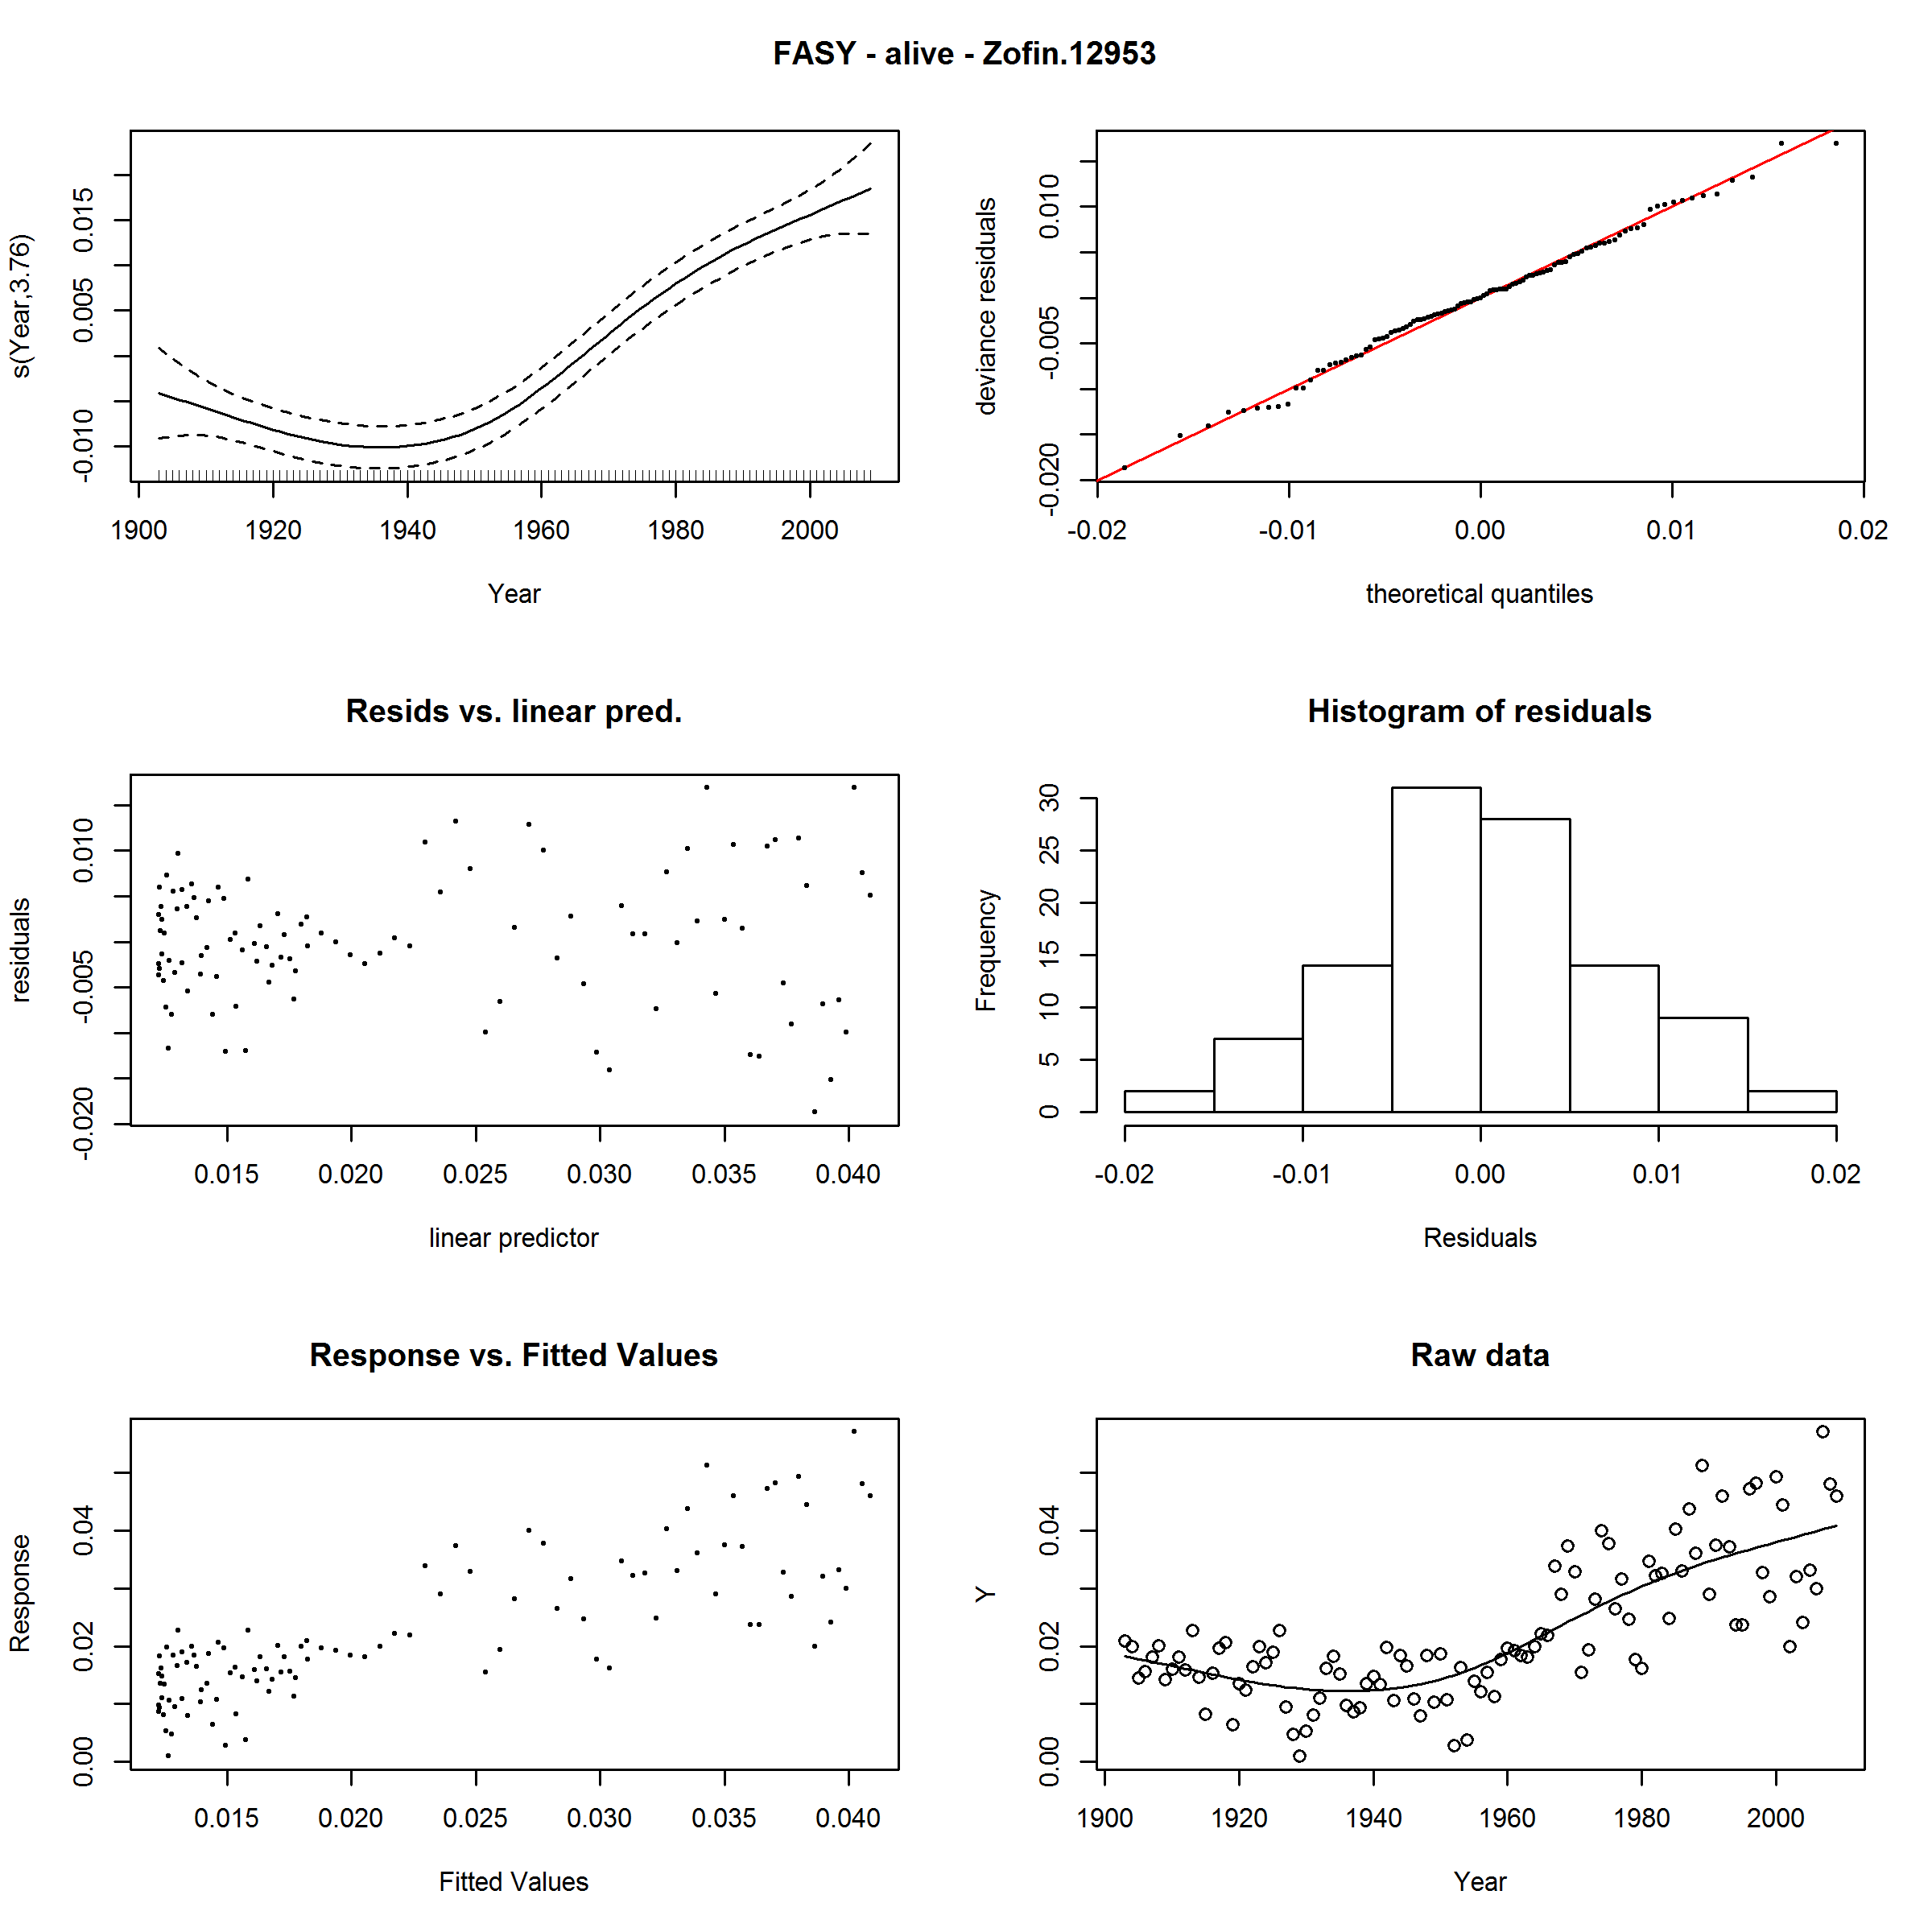 FASY - alive - Zofin.12953
s(Year,3.76)
-0.010 0.005 0.015
1900 1920 1940 1960 1980 2000
Year
deviance residuals
-0.020 -0.005 0.010
-0.02 -0.01 0.00 0.01 0.02
theoretical quantiles
Resids vs. linear pred.
residuals
-0.020 -0.005 0.010
0.015 0.020 0.025 0.030 0.035 0.040
linear predictor
Histogram of residuals
Frequency
0 5 10 15 20 25 30
-0.02 -0.01 0.00 0.01 0.02
Residuals
Response vs. Fitted Values
Response
0.00 0.02 0.04
0.015 0.020 0.025 0.030 0.035 0.040
Fitted Values
Raw data
Y
0.00 0.02 0.04
1900 1920 1940 1960 1980 2000
Year